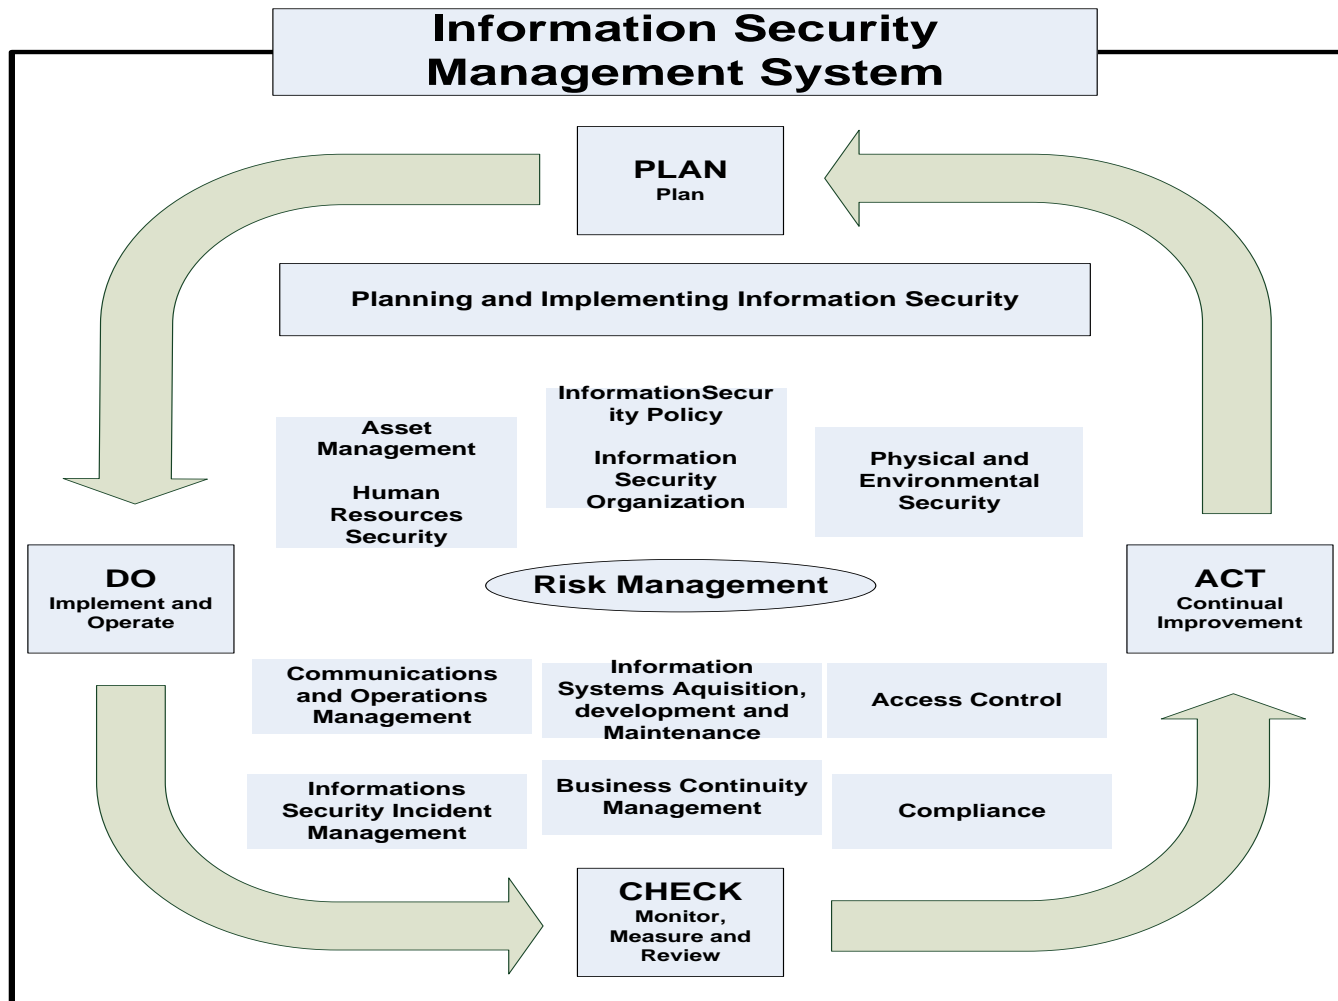 Information Security
Management System
PLAN
Plan
Planning and Implementing Information Security
Asset
Management
Human
Resources
Security
InformationSecur
ity Policy
Information
Security
Organization
Physical and
Environmental
Security
DO
Implement and
Operate
Risk Management
ACT
Continual
Improvement
Communications
and Operations
Management
Information
Systems Aquisition,
development and
Maintenance
Access Control
Informations
Security Incident
Management
Business Continuity
Management
Compliance
CHECK
Monitor,
Measure and
Review